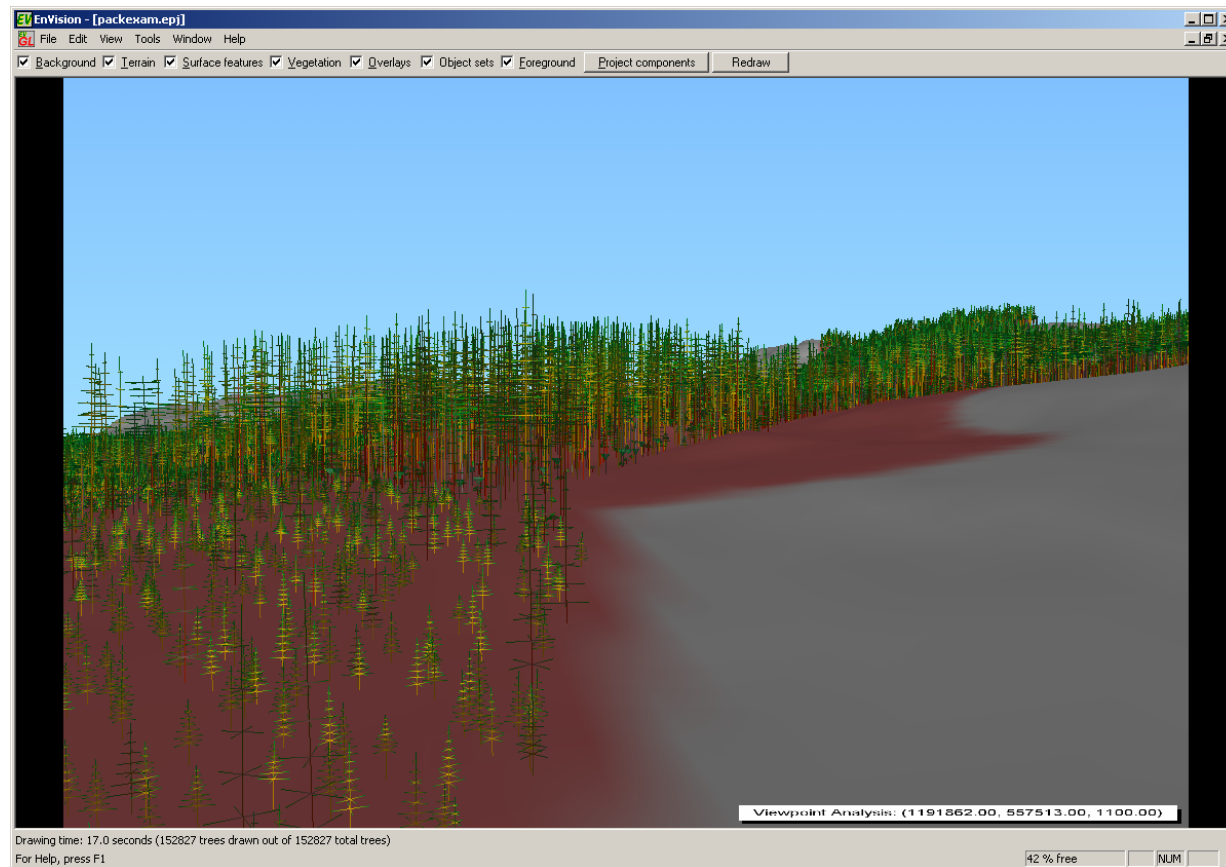 EnVision - [packexam.epj]
File Edit View Tools Window Help
Background Terrain Surface features Vegetation Overlays Object sets Foreground Project components Redraw
Viewpoint Analysis: (1191862.00, 557513.00, 1100.00)
Drawing time: 17.0 seconds (152827 trees drawn out of 152827 total trees)
For Help, press F1 42 % free NUM